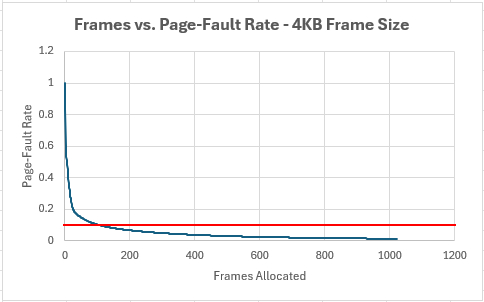 Frames vs. Page-Fault Rate - 4KB Frame Size
Page-Fault Rate
1.2
1
0.8
0.6
0.4
0.2
0
0 200 400 600 800 1000 1200
Frames Allocated